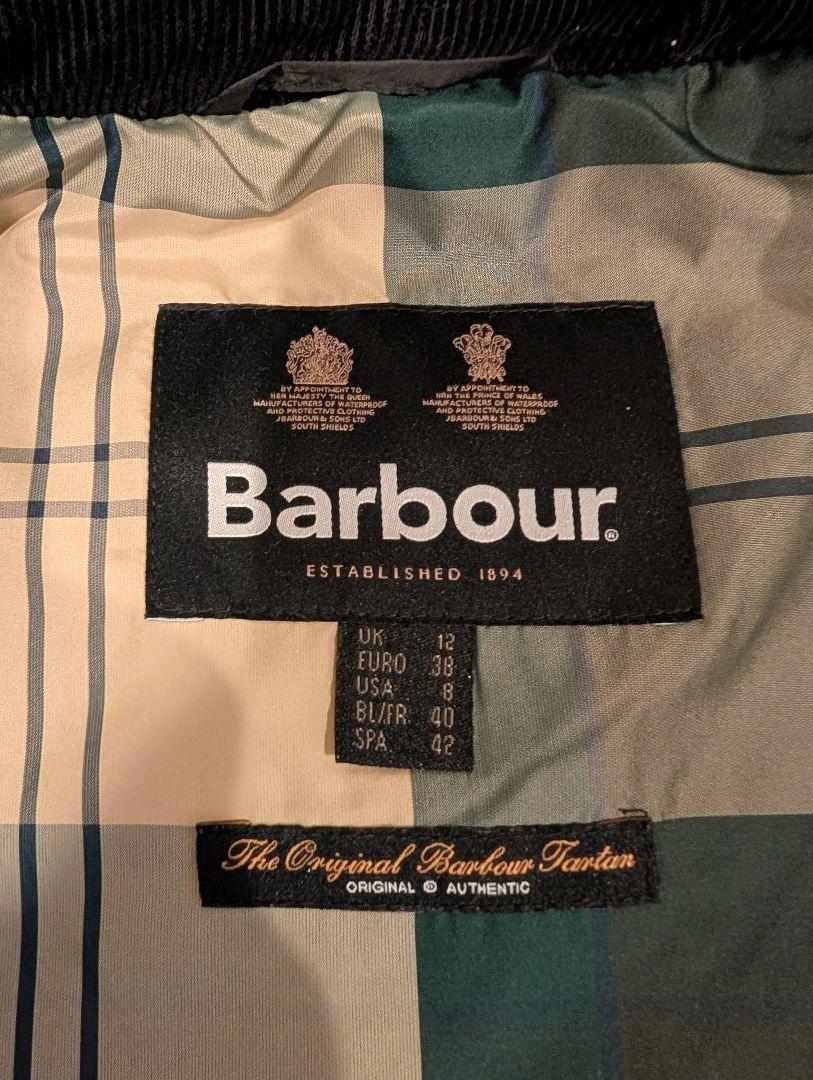 BY APPOINTMENT TO
HER MAJESTY THE QUEEN
MANUFACTURERS OF WATERPROOF
AND PROTECTIVE CLOTHING
J.BARBOUR & SONS LTD
SOUTH SHIELDS
BY APPOINTMENT TO
HRH THE PRINCE OF WALES
MANUFACTURERS OF WATERPROOF
AND PROTECTIVE CLOTHING
J.BARBOUR & SONS LTD
SOUTH SHIELDS
Barbour®
ESTABLISHED 1894
UK 12
EURO 38
USA 8
BL/FR 40
SPA 42
The Original Barbour Tartan
ORIGINAL AUTHENTIC